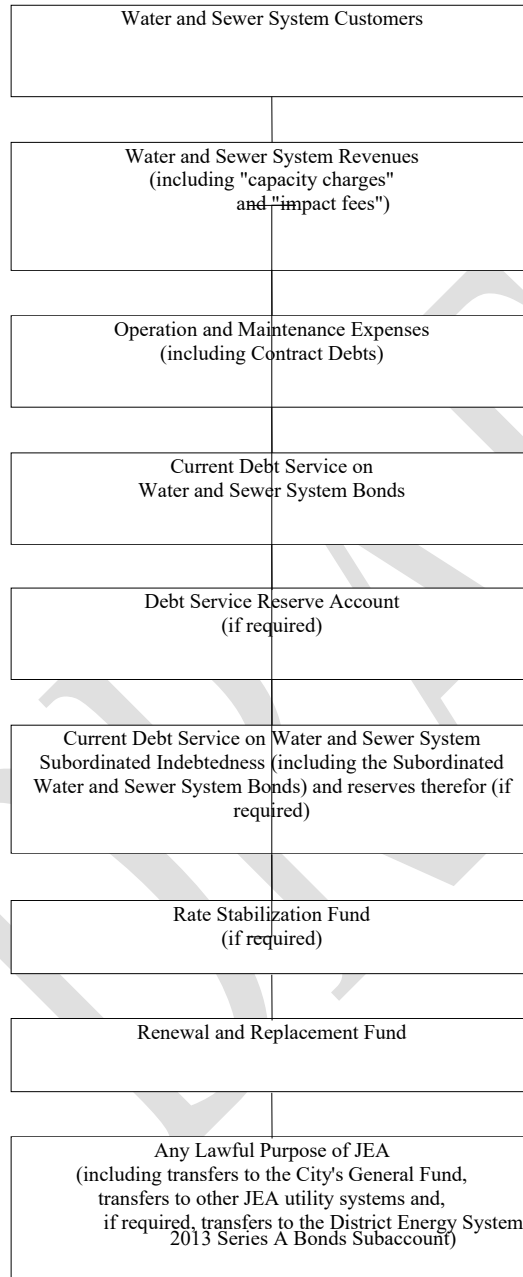 Water and Sewer System Customers
Water and Sewer System Revenues
(including "capacity charges"
and "impact fees")
Operation and Maintenance Expenses
(including Contract Debts)
Current Debt Service on
Water and Sewer System Bonds
Debt Service Reserve Account
(if required)
Current Debt Service on Water and Sewer System
Subordinated Indebtedness (including the Subordinated
Water and Sewer System Bonds) and reserves therefor (if
required)
Rate Stabilization Fund
(if required)
Renewal and Replacement Fund
Any Lawful Purpose of JEA
(including transfers to the City's General Fund,
transfers to other JEA utility systems and,
if required, transfers to the District Energy System
2013 Series A Bonds Subaccount)